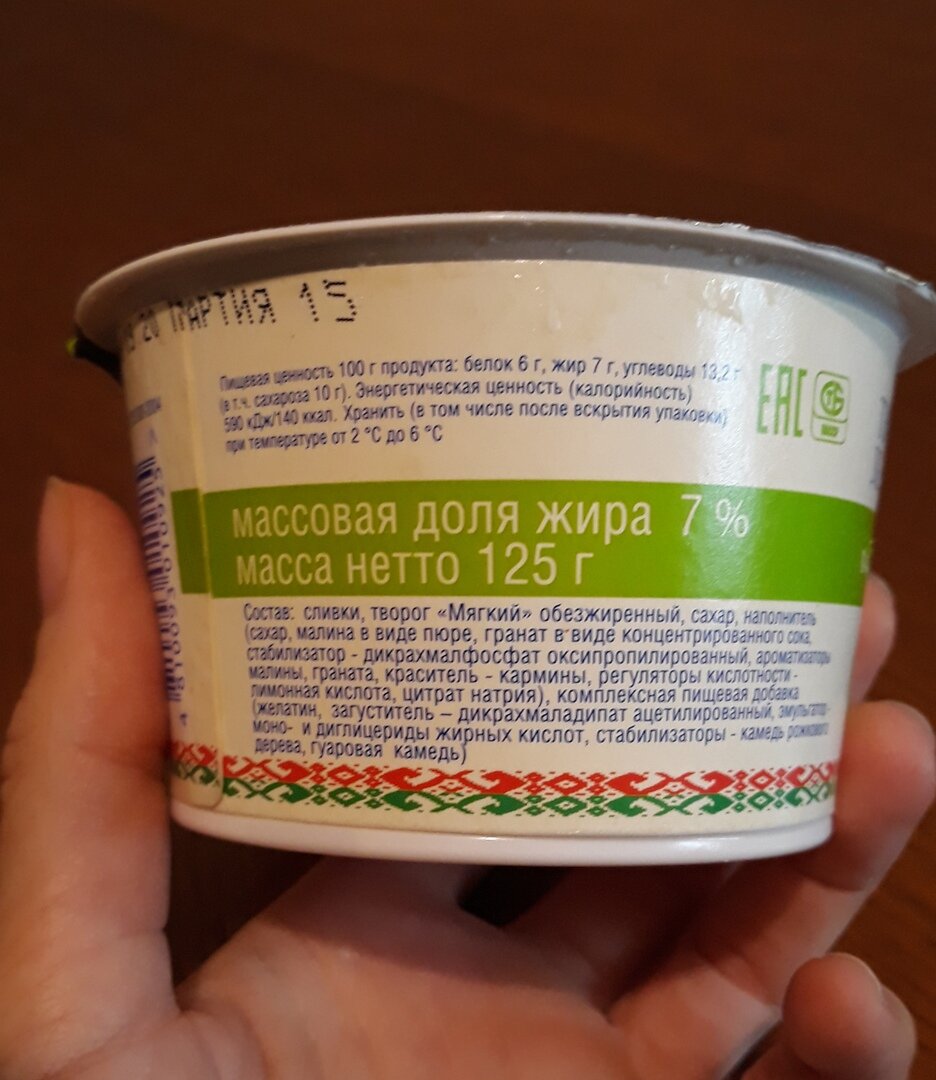 20 ПАРТИЯ 15
Пищевая ценность 100 г продукта: белок 6 г, жир 7 г, углеводы 13,2 г
(в т.ч. сахароза 10 г). Энергетическая ценность (калорийность)
590 кДж/140 ккал. Хранить (в том числе после вскрытия упаковки)
при температуре от 2 °С до 6 °С
ЕАС
массовая доля жира 7 %
масса нетто 125 г
Состав: сливки, творог «Мягкий» обезжиренный, сахар, наполнитель
(сахар, малина в виде пюре, гранат в виде концентрированного сока,
стабилизатор - дикрахмалфосфат оксипропилированный, ароматизаторы
малины, граната, краситель - кармины, регуляторы кислотности -
лимонная кислота, цитрат натрия), комплексная пищевая добавка
(желатин, загуститель – дикрахмаладипат ацетилированный, эмульгатор-
моно- и диглицериды жирных кислот, стабилизаторы - камедь рожкового
дерева, гуаровая камедь)